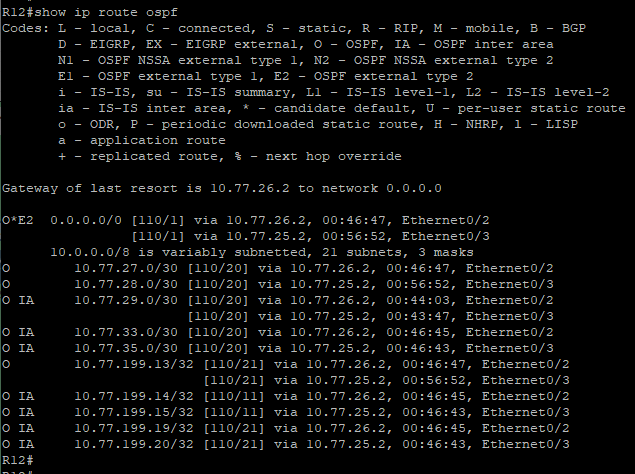 R12#show ip route ospf
Codes: L - local, C - connected, S - static, R - RIP, M - mobile, B - BGP
       D - EIGRP, EX - EIGRP external, O - OSPF, IA - OSPF inter area
       N1 - OSPF NSSA external type 1, N2 - OSPF NSSA external type 2
       E1 - OSPF external type 1, E2 - OSPF external type 2
       i - IS-IS, su - IS-IS summary, L1 - IS-IS level-1, L2 - IS-IS level-2
       ia - IS-IS inter area, * - candidate default, U - per-user static route
       o - ODR, P - periodic downloaded static route, H - NHRP, l - LISP
       a - application route
       + - replicated route, % - next hop override
Gateway of last resort is 10.77.26.2 to network 0.0.0.0
O*E2  0.0.0.0/0 [110/1] via 10.77.26.2, 00:46:47, Ethernet0/2
                [110/1] via 10.77.25.2, 00:56:52, Ethernet0/3
      10.0.0.0/8 is variably subnetted, 21 subnets, 3 masks
O        10.77.27.0/30 [110/20] via 10.77.26.2, 00:46:47, Ethernet0/2
O        10.77.28.0/30 [110/20] via 10.77.25.2, 00:56:52, Ethernet0/3
O IA     10.77.29.0/30 [110/20] via 10.77.26.2, 00:44:03, Ethernet0/2
                       [110/20] via 10.77.25.2, 00:43:47, Ethernet0/3
O IA     10.77.33.0/30 [110/20] via 10.77.26.2, 00:46:45, Ethernet0/2
O IA     10.77.35.0/30 [110/20] via 10.77.25.2, 00:46:43, Ethernet0/3
O        10.77.199.13/32 [110/21] via 10.77.26.2, 00:46:47, Ethernet0/2
                         [110/21] via 10.77.25.2, 00:56:52, Ethernet0/3
O IA     10.77.199.14/32 [110/11] via 10.77.26.2, 00:46:45, Ethernet0/2
O IA     10.77.199.15/32 [110/11] via 10.77.25.2, 00:46:43, Ethernet0/3
O IA     10.77.199.19/32 [110/21] via 10.77.26.2, 00:46:45, Ethernet0/2
O IA     10.77.199.20/32 [110/21] via 10.77.25.2, 00:46:43, Ethernet0/3
R12#